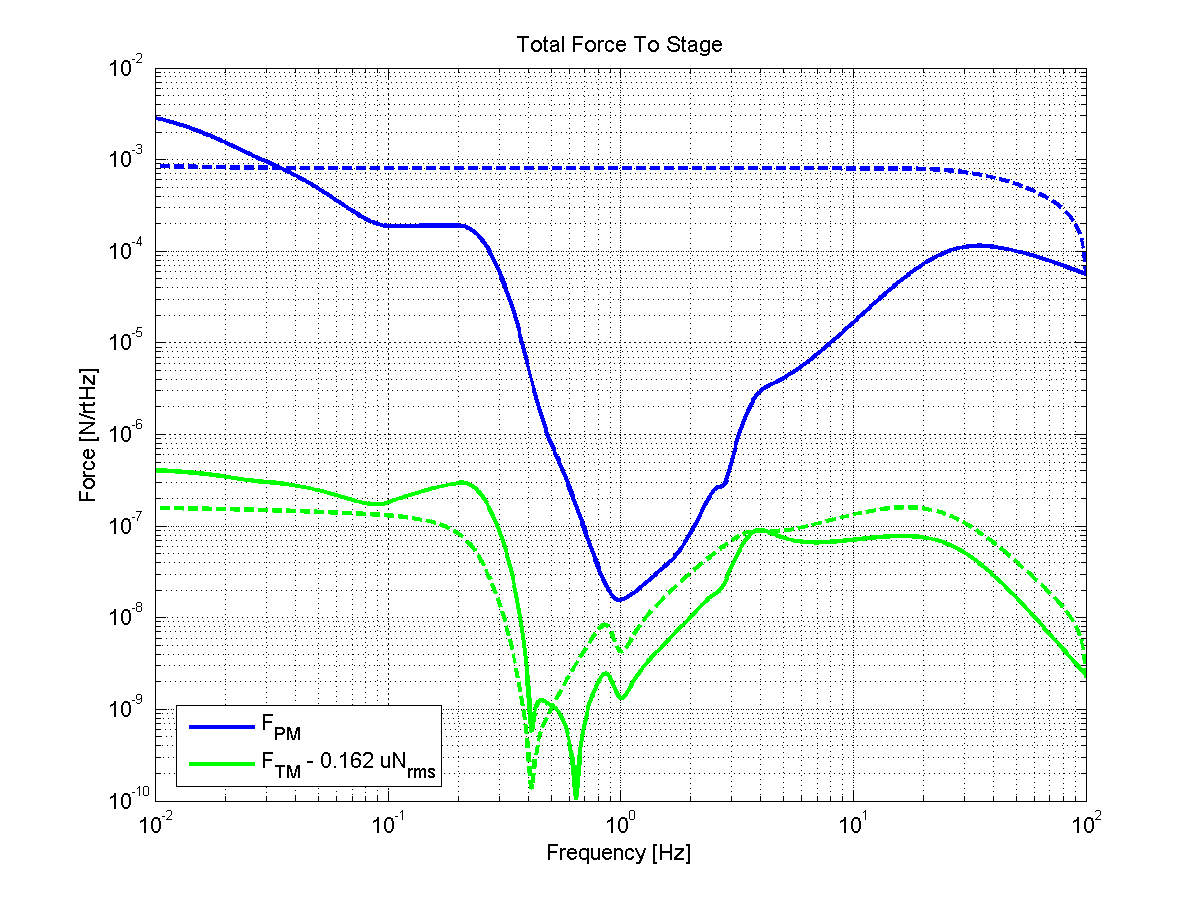 Total Force To Stage
Force [N/rtHz]
10^-2
10^-3
10^-4
10^-5
10^-6
10^-7
10^-8
10^-9
10^-10
F_PM
F_TM - 0.162 uN_rms
10^-2 10^-1 10^0 10^1 10^2
Frequency [Hz]